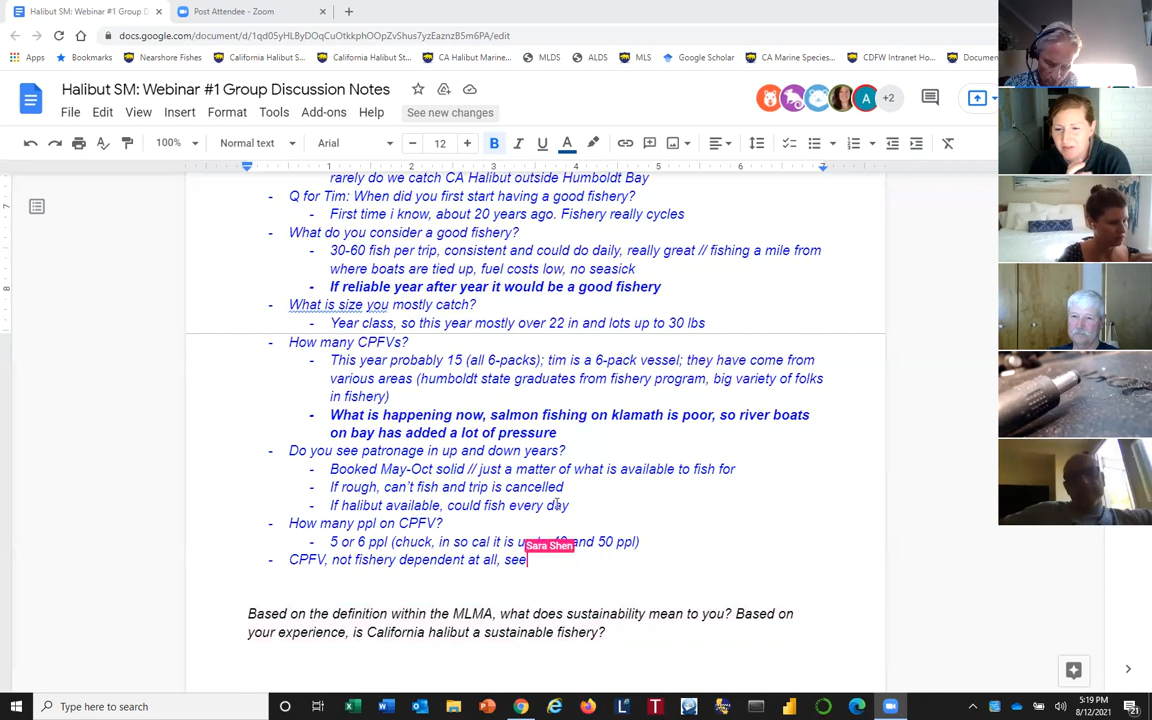 Halibut SM: Webinar #1 Group Discussion
Post Attendee - Zoom
docs.google.com/document/d/1qd05yHLByDOqCuOtkkphOOpZvShus7yzEaznzB5m6PA/edit
Apps
Bookmarks
Nearshore Fishes
California Halibut S...
California Halibut St...
CA Halibut Marine...
MLDS
ALDS
MLS
Google Scholar
CA Marine Species...
CDFW Intranet Ho...
Documen
Halibut SM: Webinar #1 Group Discussion Notes
A
+2
File Edit View Insert Format Tools Add-ons Help
See new changes
100%
Normal text
Arial
12
B I U A
1 2 3 4 5 6 7
7
8
9
rarely do we catch CA Halibut outside Humboldt Bay
- Q for Tim: When did you first start having a good fishery?
- First time i know, about 20 years ago. Fishery really cycles
- What do you consider a good fishery?
- 30-60 fish per trip, consistent and could do daily, really great // fishing a mile from
where boats are tied up, fuel costs low, no seasick
- If reliable year after year it would be a good fishery
- What is size you mostly catch?
- Year class, so this year mostly over 22 in and lots up to 30 lbs
- How many CPFVs?
- This year probably 15 (all 6-packs); tim is a 6-pack vessel; they have come from
various areas (humboldt state graduates from fishery program, big variety of folks
in fishery)
- What is happening now, salmon fishing on klamath is poor, so river boats
on bay has added a lot of pressure
- Do you see patronage in up and down years?
- Booked May-Oct solid // just a matter of what is available to fish for
- If rough, can't fish and trip is cancelled
- If halibut available, could fish every day
- How many ppl on CPFV?
- 5 or 6 ppl (chuck, in so cal it is and 50 ppl)
Sara Shen
- CPFV, not fishery dependent at all, see
Based on the definition within the MLMA, what does sustainability mean to you? Based on
your experience, is California halibut a sustainable fishery?
Type here to search
5:19 PM
8/12/2021
21